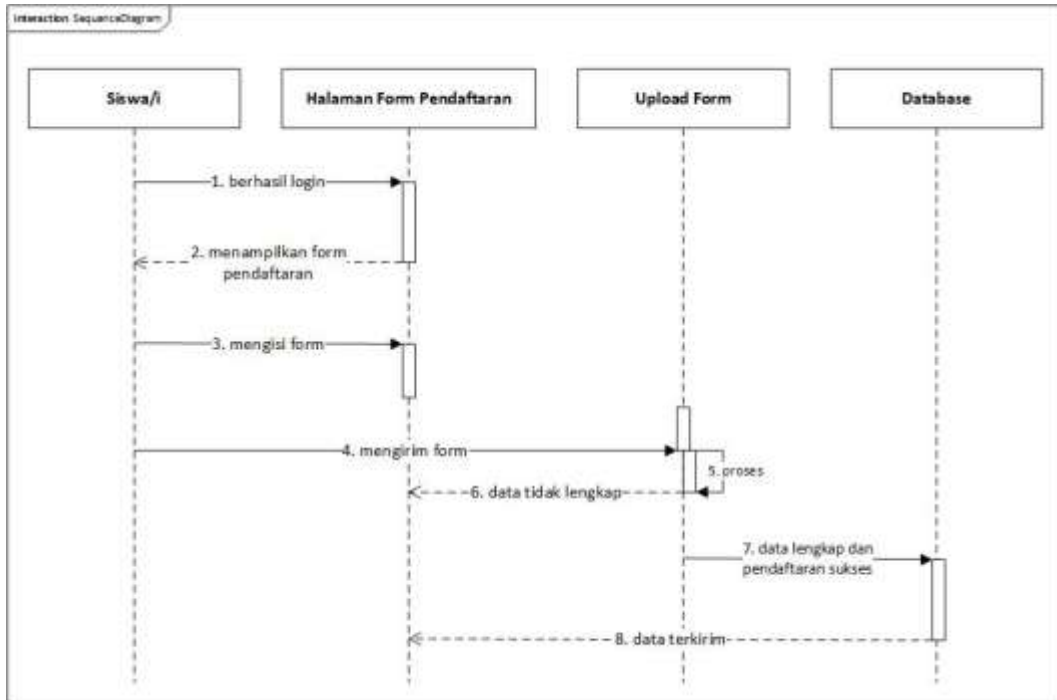 Interaction SequenceDiagram
Siswa/i
Halaman Form Pendaftaran
Upload Form
Database
1. berhasil login
2. menampilkan form
pendaftaran
3. mengisi form
4. mengirim form
5. proses
6. data tidak lengkap
7. data lengkap dan
pendaftaran sukses
8. data terkirim